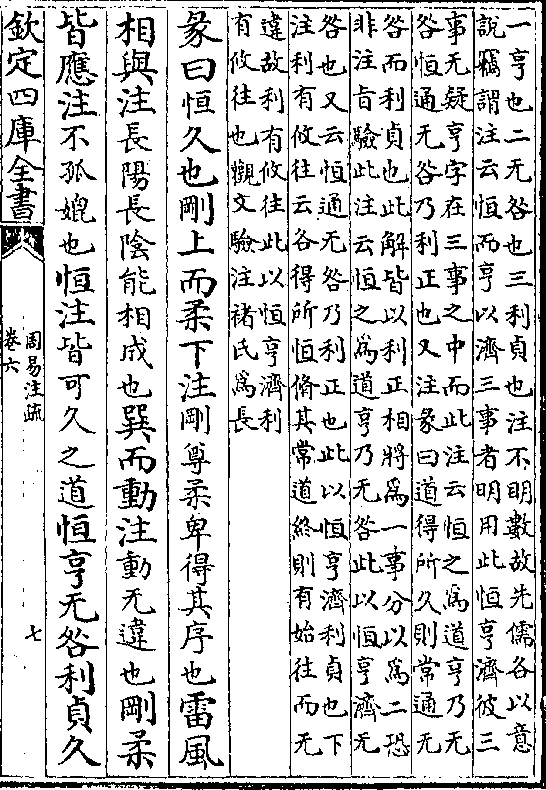 一亨也二无咎也三利貞也注不明數故先儒各以意
說竊謂注云恒而亨以濟三事者明用此恒亨濟彼三
事无疑亨字在三事之中而此注云恒之為道亨乃无
咎恒通无咎乃利正也又注彖曰道得所久則常通无
咎而利貞也此解皆以利正相將為一事分以為二恐
非注旨驗此注云恒之為道亨乃无咎此以恒亨濟无
咎也又云恒通无咎乃利正也此以恒亨濟利貞也下
注利有攸往云各得所恒脩其常道終則有始往而无
違故利有攸往此以恒亨濟利
有攸往也觀文驗注褚氏為長
彖曰恒久也剛上而柔下注剛尊柔卑得其序也雷風
相與注長陽長陰能相成也巽而動注動无違也剛柔
皆應注不孤媲也恒注皆可久之道恒亨无咎利貞久
欽定四庫全書
周易注疏
卷六
七